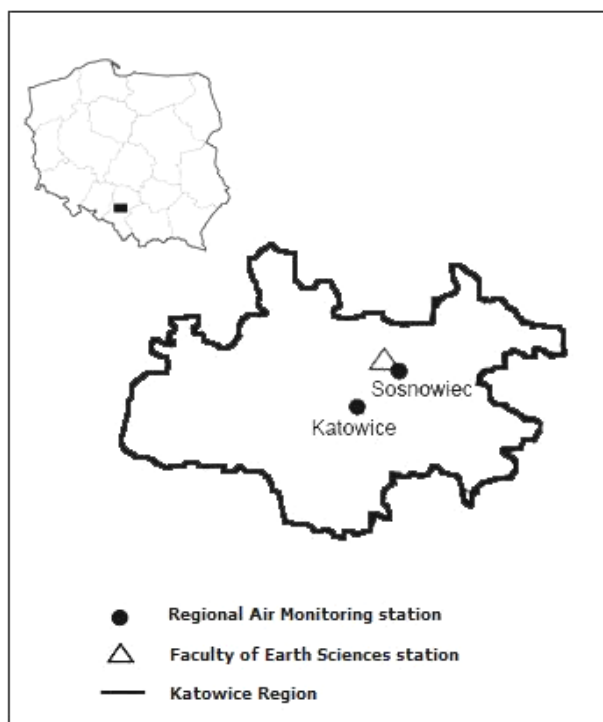 Sosnowiec
Katowice
Regional Air Monitoring station
Faculty of Earth Sciences station
Katowice Region